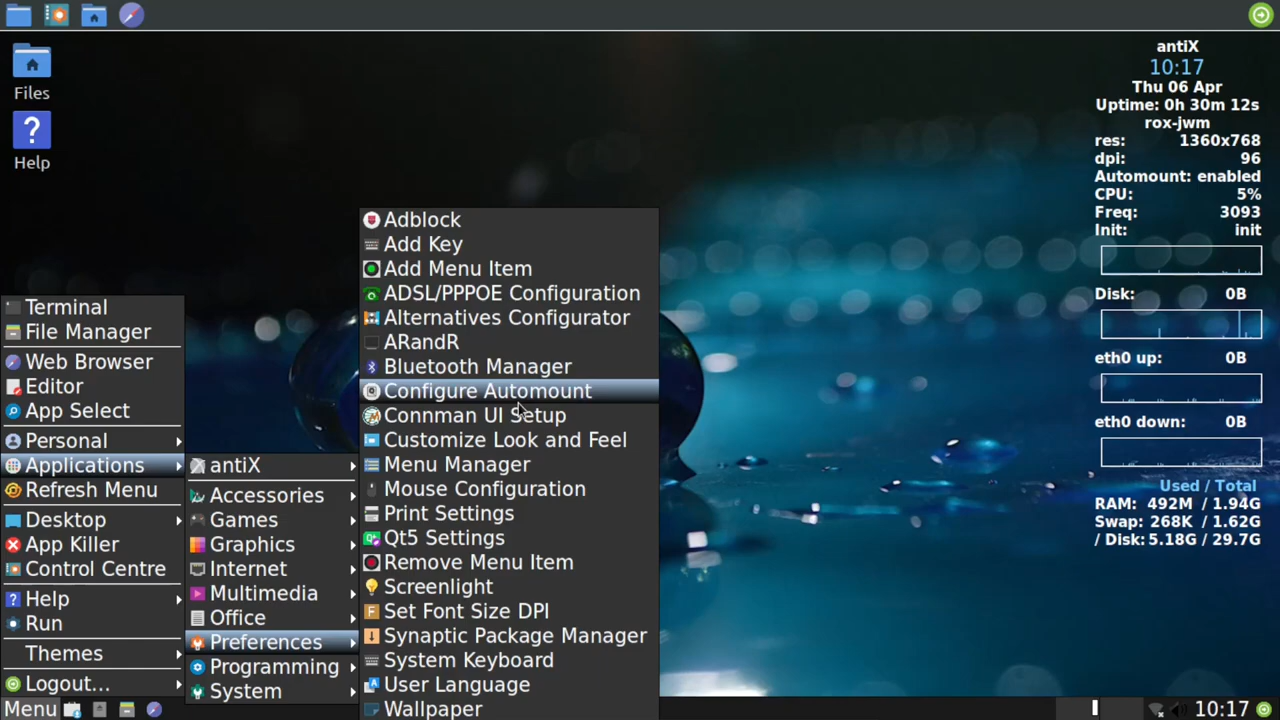 Files
?
Help
antiX
10:17
Thu 06 Apr
Uptime: 0h 30m 12s
rox-jwm
res: 1360x768
dpi: 96
Automount: enabled
CPU: 5%
Freq: 3093
Init: init
Disk: 0B
eth0 up: 0B
eth0 down: 0B
Used / Total
RAM: 492M / 1.94G
Swap: 268K / 1.62G
/ Disk: 5.18G / 29.7G
Terminal
File Manager
Web Browser
Editor
App Select
Personal
Applications
Refresh Menu
Desktop
App Killer
Control Centre
Help
Run
Themes
Logout...
antiX
Accessories
Games
Graphics
Internet
Multimedia
Office
Preferences
Programming
System
Adblock
Add Key
Add Menu Item
ADSL/PPPOE Configuration
Alternatives Configurator
ARandR
Bluetooth Manager
Configure Automount
Connman UI Setup
Customize Look and Feel
Menu Manager
Mouse Configuration
Print Settings
Qt5 Settings
Remove Menu Item
Screenlight
Set Font Size DPI
Synaptic Package Manager
System Keyboard
User Language
Wallpaper
Menu
10:17